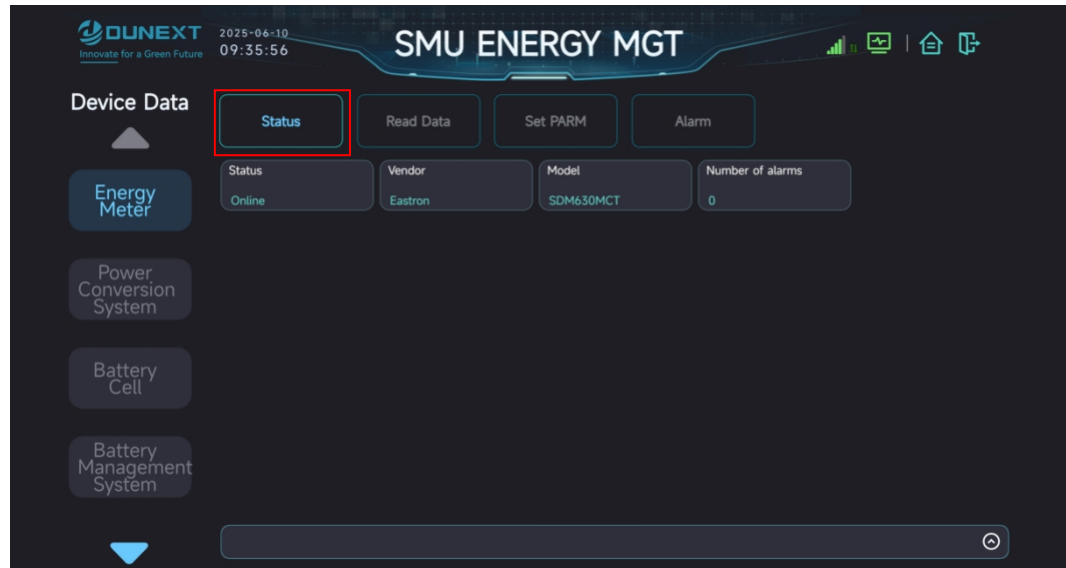 DUNEXT
Innovate for a Green Future
2025-06-10
09:35:56
SMU ENERGY MGT
Device Data
Status
Read Data
Set PARM
Alarm
Status
Online
Vendor
Eastron
Model
SDM630MCT
Number of alarms
0
Energy
Meter
Power
Conversion
System
Battery
Cell
Battery
Management
System